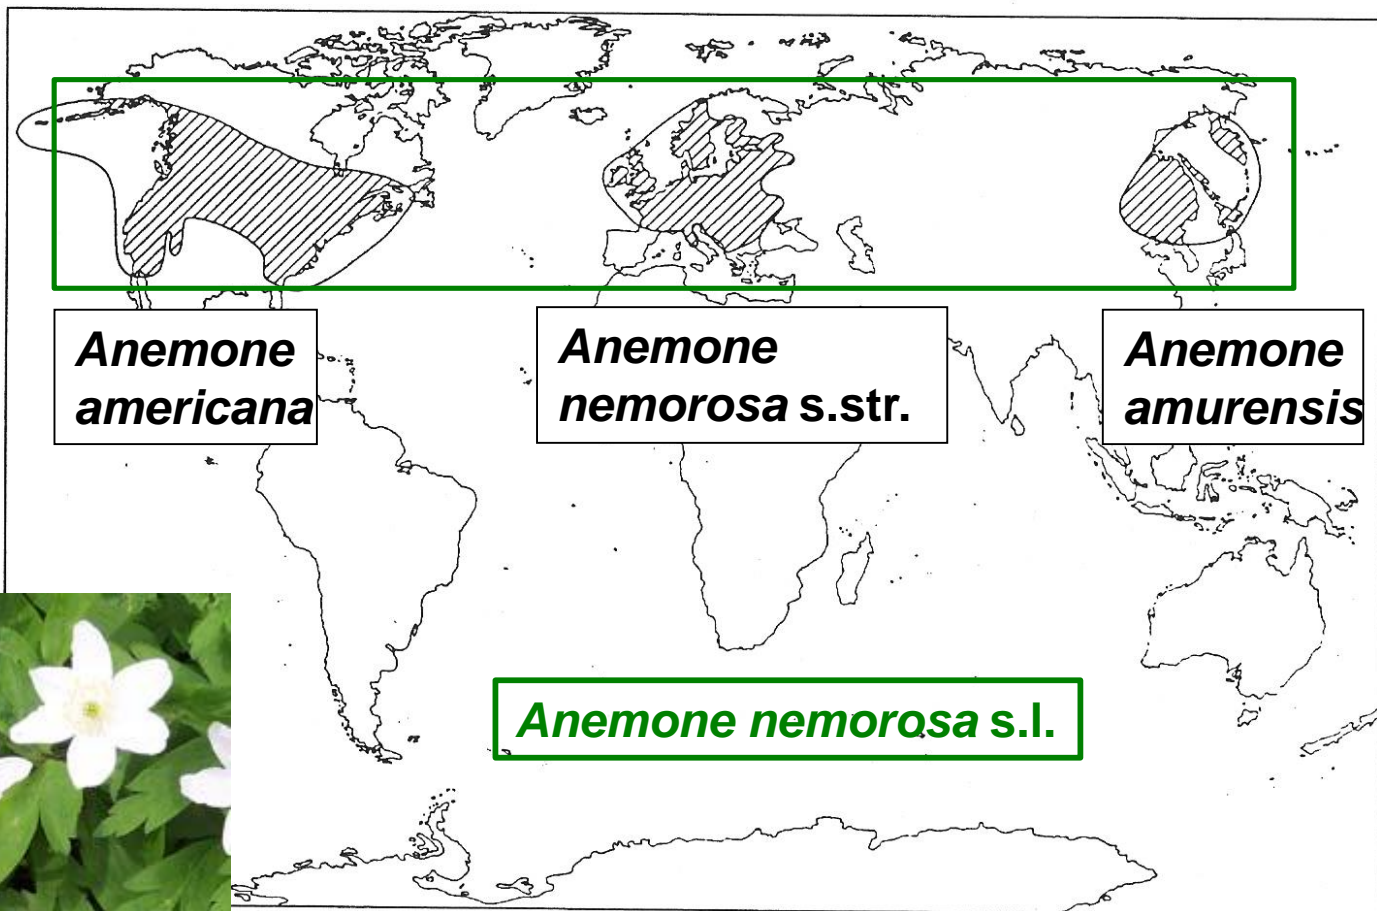 Anemone
americana
Anemone
nemorosa s.str.
Anemone
amurensis
Anemone nemorosa s.l.